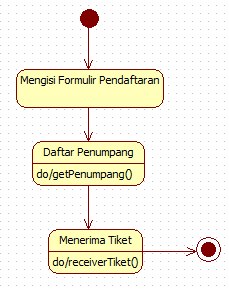 Mengisi Formulir Pendaftaran
Daftar Penumpang
do/getPenumpang()
Menerima Tiket
do/receiverTiket()